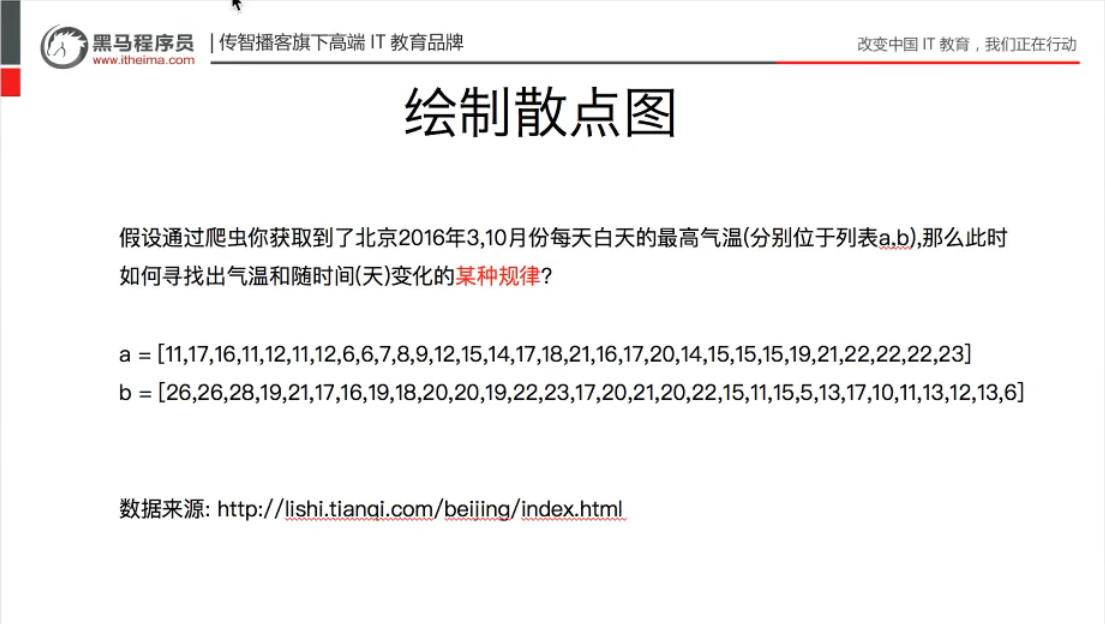 黑马程序员
www.itheima.com
传智播客旗下高端 IT 教育品牌
改变中国 IT 教育，我们正在行动
绘制散点图
假设通过爬虫你获取到了北京2016年3,10月份每天白天的最高气温(分别位于列表a,b),那么此时
如何寻找出气温和随时间(天)变化的某种规律?
a = [11,17,16,11,12,11,12,6,6,7,8,9,12,15,14,17,18,21,16,17,20,14,15,15,15,19,21,22,22,22,23]
b = [26,26,28,19,21,17,16,19,18,20,20,19,22,23,17,20,21,20,22,15,11,15,5,13,17,10,11,13,12,13,6]
数据来源: http://lishi.tianqi.com/beijing/index.html